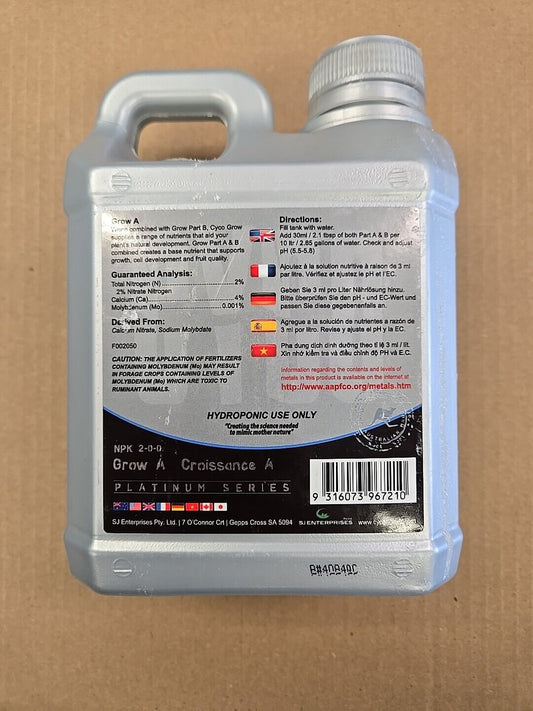 Grow A
When combined with Grow Part B, Cyco Grow
supplies a range of nutrients that aid your
plant's natural development. Grow Part A & B
combined creates a base nutrient that supports
growth, cell development and fruit quality.
Guaranteed Analysis:
Total Nitrogen (N) 2%
2% Nitrate Nitrogen
Calcium (Ca) 4%
Molybdenum (Mo) 0.001%
Derived From:
Calcium Nitrate, Sodium Molybdate
F002050
CAUTION: THE APPLICATION OF FERTILIZERS
CONTAINING MOLYBDENUM (Mo) MAY RESULT
IN FORAGE CROPS CONTAINING LEVELS OF
MOLYBDENUM (Mo) WHICH ARE TOXIC TO
RUMINANT ANIMALS.
Directions:
Fill tank with water.
Add 30ml / 2.1 tbsp of both Part A & B per
10 ltr / 2.65 gallons of water. Check and adjust
pH (5.5-5.8)
Ajoutez à la solution nutritive à raison de 3
ml par litre. Vérifiez et ajustez le pH et l'EC.
Geben Sie 3 ml pro Liter Nährlösung hinzu.
Bitte überprüfen Sie den pH - und EC-Wert und
passen Sie diese Werte gegebenenfalls an.
Agregue a la solución de nutrientes a razón de
3 ml por litro. Revise y ajuste el pH y la E.C.
Pha dung dịch dinh dưỡng theo tỉ lệ 3 ml / lít.
Xin nhớ kiểm tra và điều chỉnh độ PH và E.C.
Information regarding the contents and levels of
metals in this product is available on the internet at
http://www.aapfco.org/metals.htm
HYDROPONIC USE ONLY
"Creating the science needed
to mimic mother nature"
NPK 2-0-0
Grow A Croissance A
PLATINUM SERIES
SJ Enterprises Pty. Ltd. | 7 O'Connor Crt | Gepps Cross SA 5094
SJ ENTERPRISES
9 316073 967210